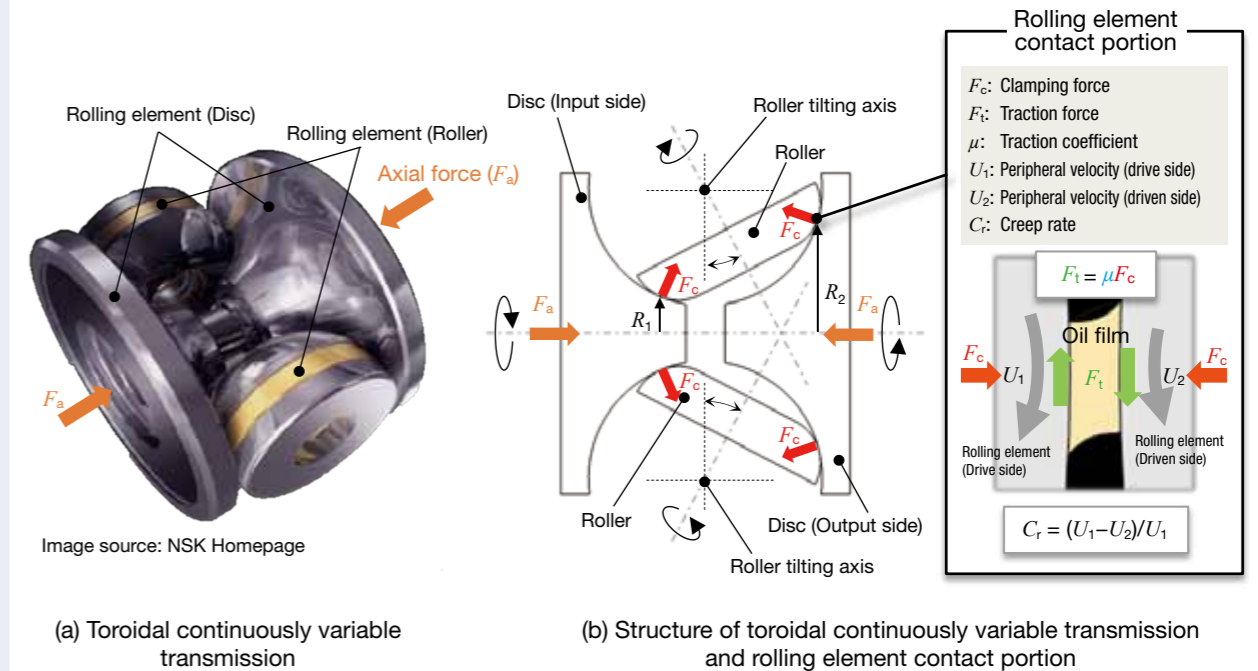 Rolling element (Disc)
Rolling element (Roller)
Axial force (Fa)
Fa
Image source: NSK Homepage
(a) Toroidal continuously variable
transmission
Disc (Input side)
Roller tilting axis
Roller
Fc
Fc
R1
R2
Fa
Fa
Fc
Fc
Roller
Disc (Output side)
Roller tilting axis
(b) Structure of toroidal continuously variable transmission
and rolling element contact portion
Rolling element
contact portion
Fc: Clamping force
Ft: Traction force
μ: Traction coefficient
U1: Peripheral velocity (drive side)
U2: Peripheral velocity (driven side)
Cr: Creep rate
Ft = μFc
Oil film
Fc
U1
Ft
U2
Fc
Rolling element
(Drive side)
Rolling element
(Driven side)
Cr = (U1−U2)/U1